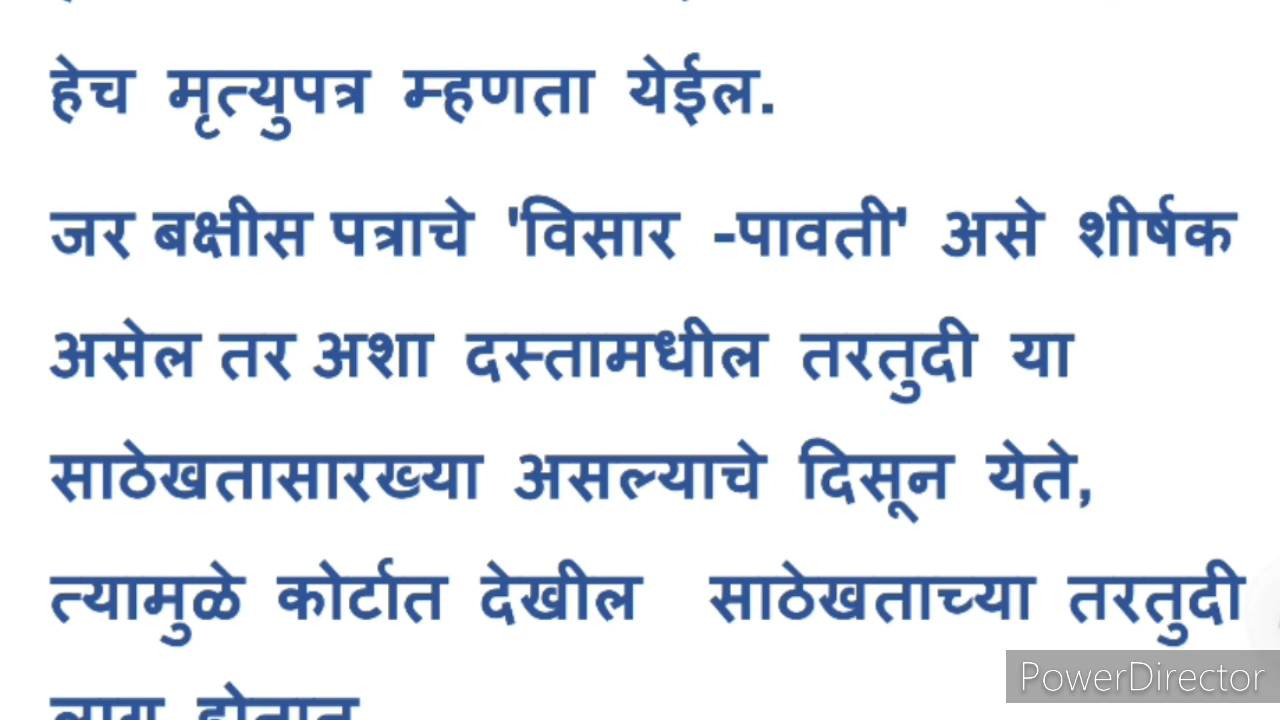 हेच मृत्युपत्र म्हणता येईल.
जर बक्षीस पत्राचे 'विसार -पावती' असे शीर्षक
असेल तर अशा दस्तामधील तरतुदी या
साठेखतासारख्या असल्याचे दिसून येते,
त्यामुळे कोर्टात देखील साठेखताच्या तरतुदी
PowerDirector